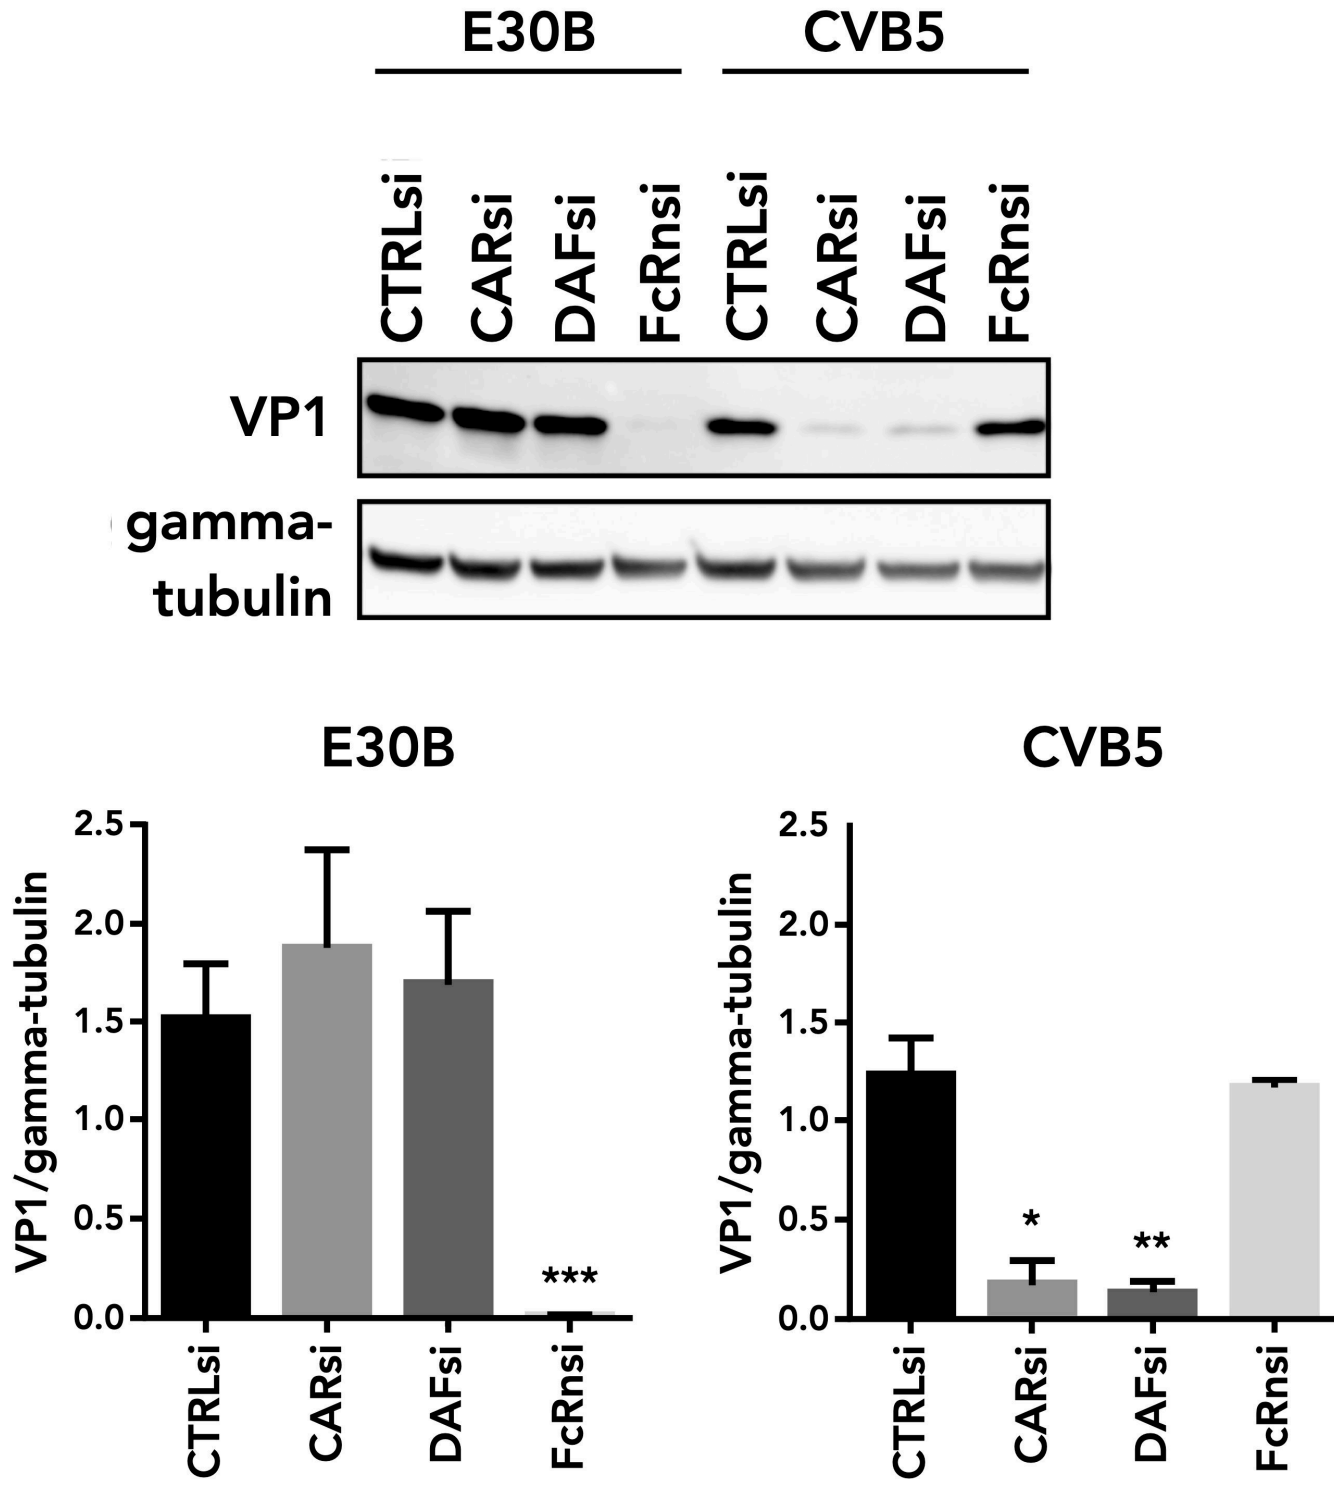 E30B CVB5
CTRLsi CARsi DAFsi FcRnsi CTRLsi CARsi DAFsi FcRnsi
VP1
gamma-
tubulin
E30B
VP1/gamma-tubulin
2.5
2.0
1.5
1.0
0.5
0.0
***
CTRLsi CARsi DAFsi FcRnsi
CVB5
VP1/gamma-tubulin
2.5
2.0
1.5
1.0
0.5
0.0
* **
CTRLsi CARsi DAFsi FcRnsi